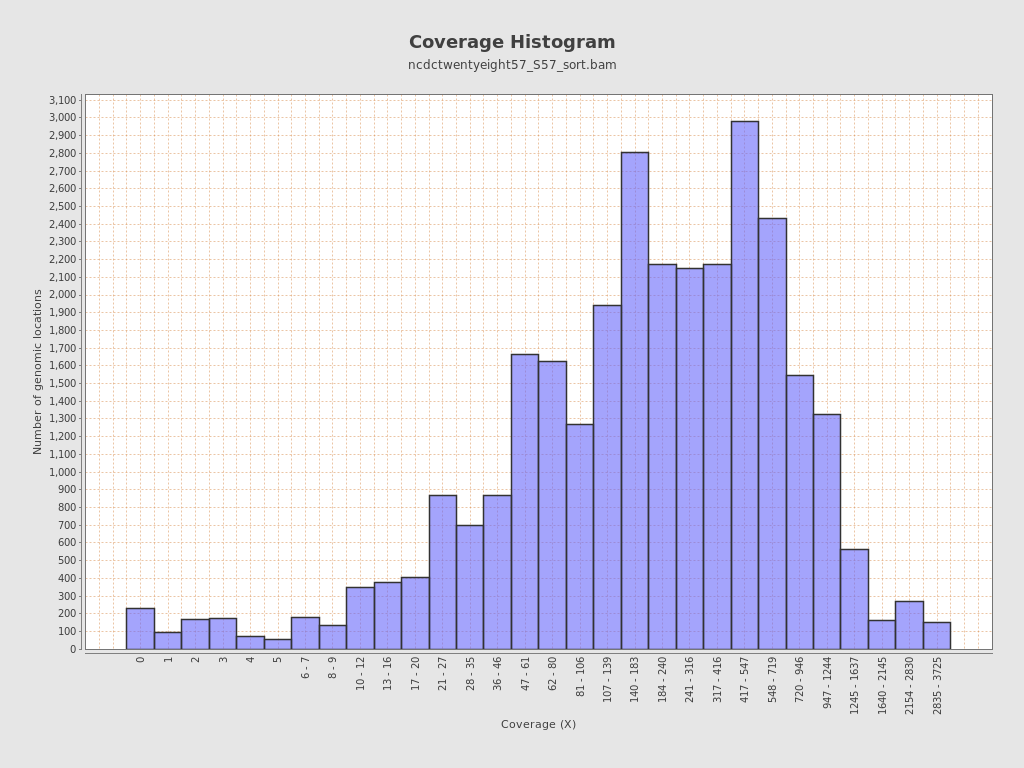 Coverage Histogram
ncdctwentyeight57_S57_sort.bam
3,100
3,000
2,900
2,800
2,700
2,600
2,500
2,400
2,300
2,200
2,100
2,000
1,900
1,800
1,700
1,600
1,500
1,400
1,300
1,200
1,100
1,000
900
800
700
600
500
400
300
200
100
0
Number of genomic locations
0
1
2
3
4
5
6 - 7
8 - 9
10 - 12
13 - 16
17 - 20
21 - 27
28 - 35
36 - 46
47 - 61
62 - 80
81 - 106
107 - 139
140 - 183
184 - 240
241 - 316
317 - 416
417 - 547
548 - 719
720 - 946
947 - 1244
1245 - 1637
1640 - 2145
2154 - 2830
2835 - 3725
Coverage (X)